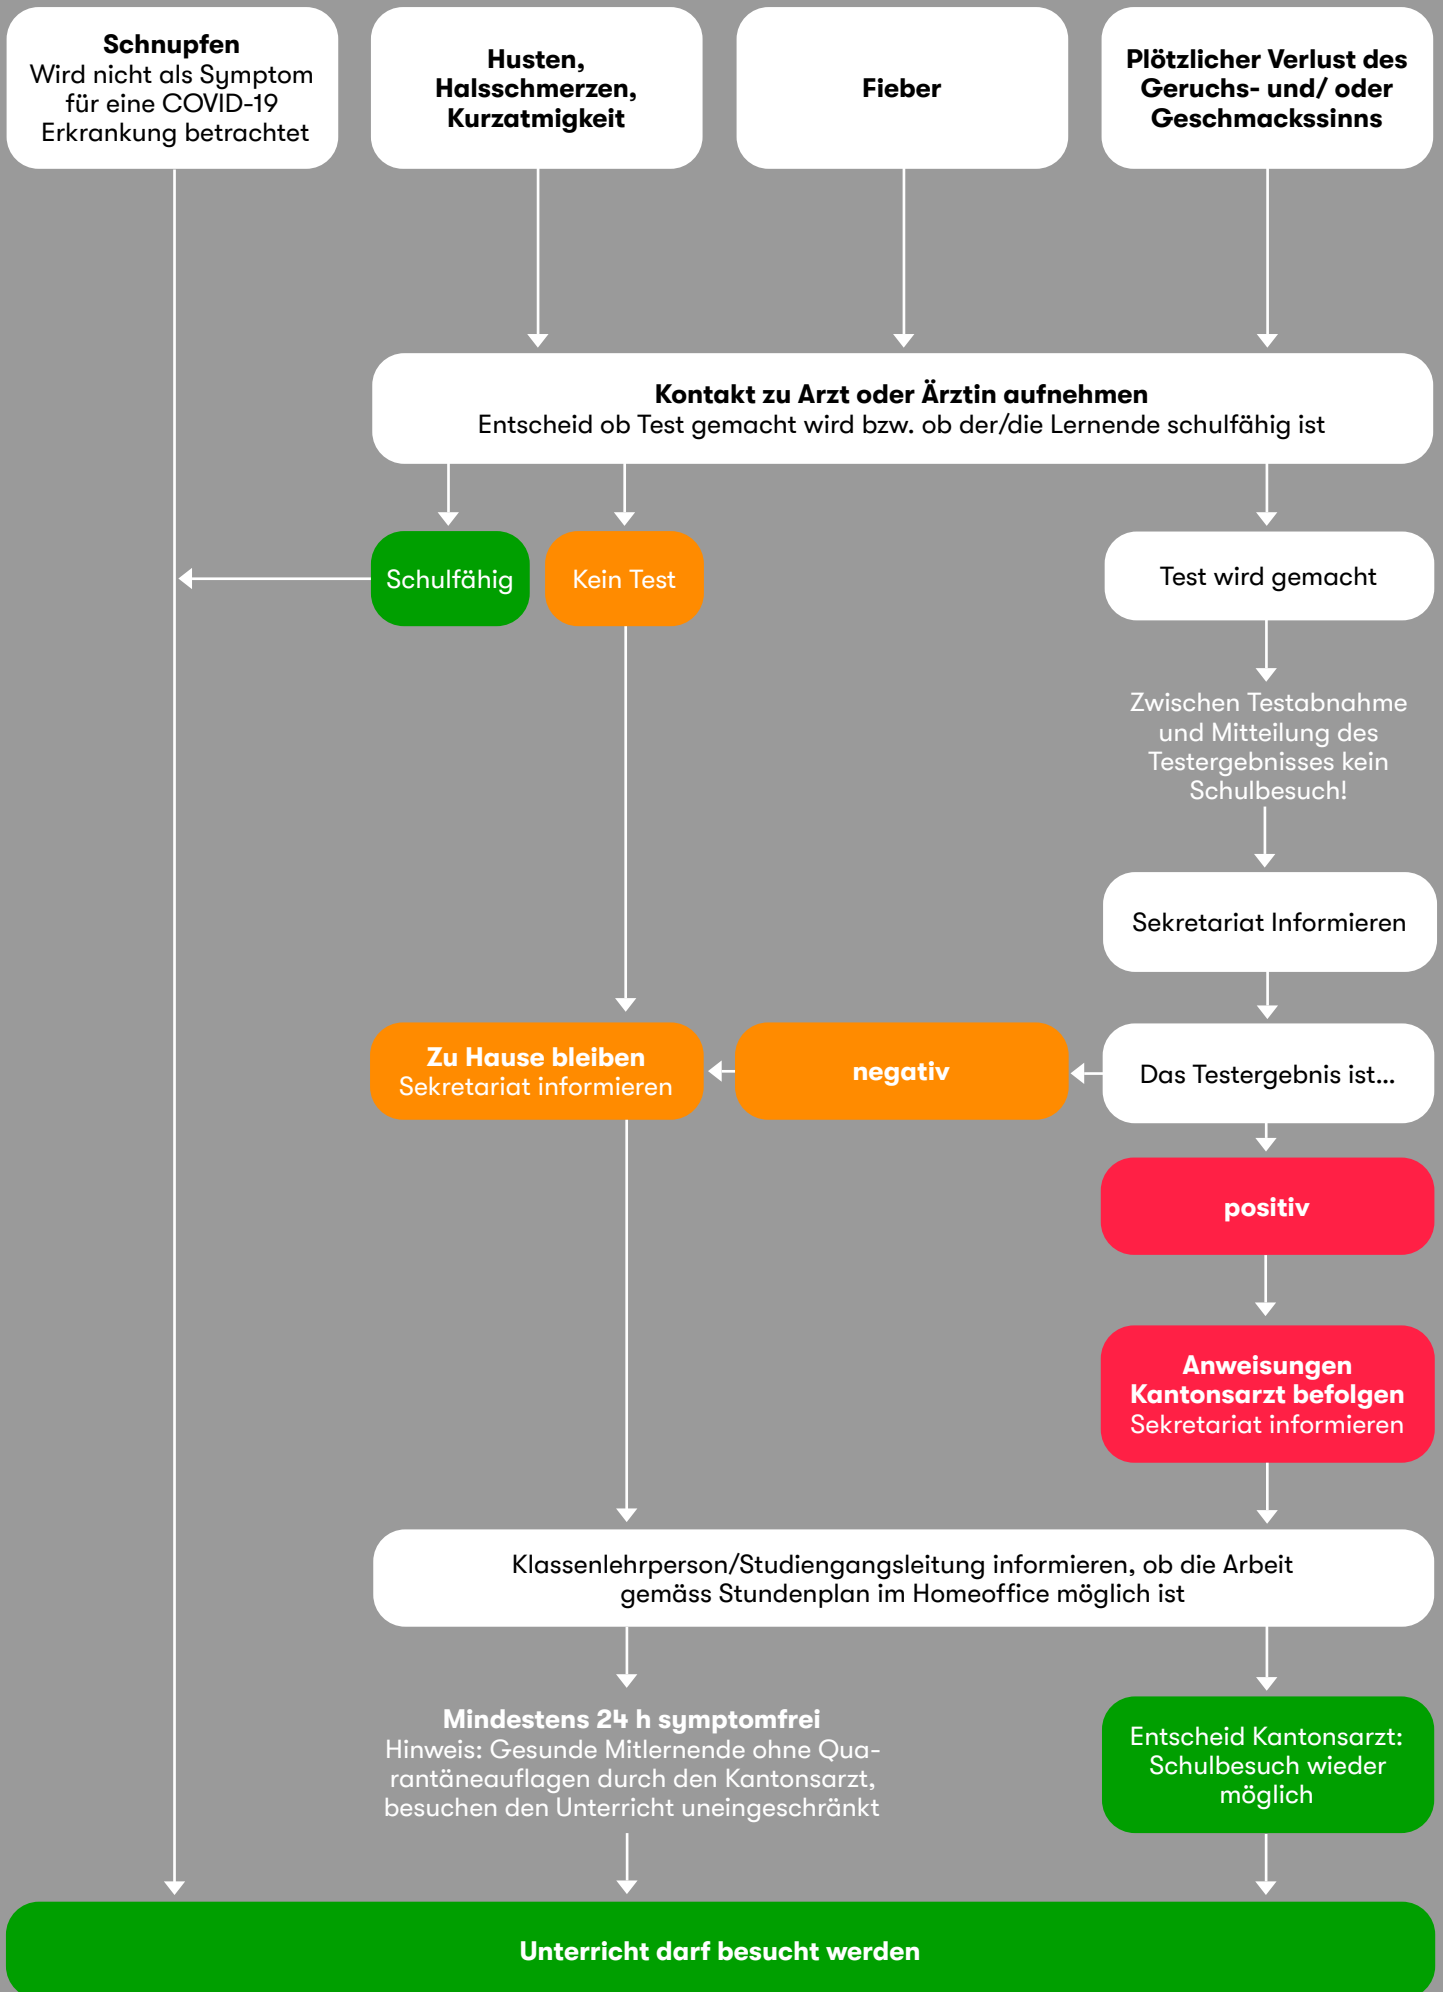 Schnupfen
Wird nicht als Symptom
für eine COVID-19
Erkrankung betrachtet
Husten,
Halsschmerzen,
Kurzatmigkeit
Fieber
Plötzlicher Verlust des
Geruchs- und/ oder
Geschmackssinns
Kontakt zu Arzt oder Ärztin aufnehmen
Entscheid ob Test gemacht wird bzw. ob der/die Lernende schulfähig ist
Schulfähig
Kein Test
Test wird gemacht
Zwischen Testabnahme
und Mitteilung des
Testergebnisses kein
Schulbesuch!
Sekretariat Informieren
Zu Hause bleiben
Sekretariat informieren
negativ
Das Testergebnis ist...
positiv
Anweisungen
Kantonsarzt befolgen
Sekretariat informieren
Klassenlehrperson/Studiengangsleitung informieren, ob die Arbeit
gemäss Stundenplan im Homeoffice möglich ist
Mindestens 24 h symptomfrei
Hinweis: Gesunde Mitlernende ohne Qua-
rantäneauflagen durch den Kantonsarzt,
besuchen den Unterricht uneingeschränkt
Entscheid Kantonsarzt:
Schulbesuch wieder
möglich
Unterricht darf besucht werden